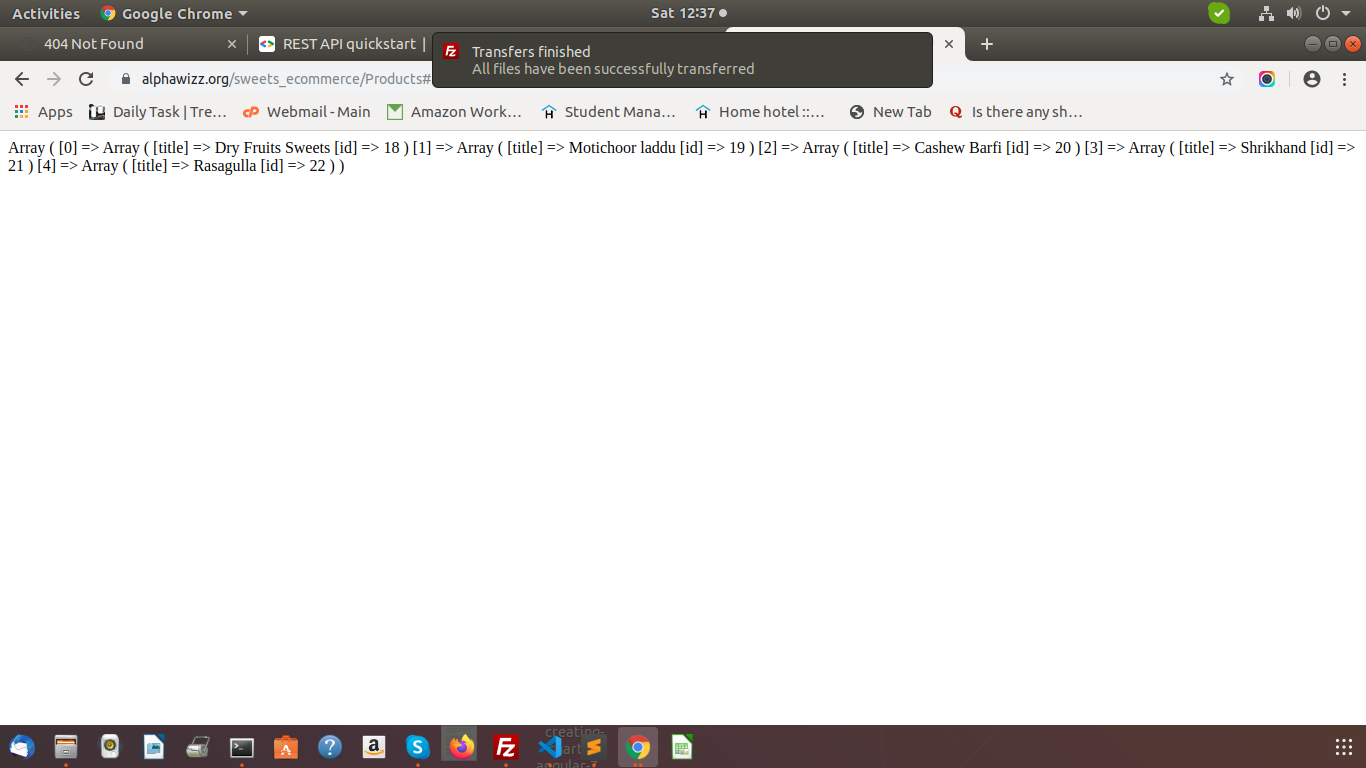 Activities Google Chrome Sat 12:37
404 Not Found REST API quickstart |
Transfers finished
All files have been successfully transferred
alphawizz.org/sweets_ecommerce/Products#
Apps Daily Task | Tre… Webmail - Main Amazon Work… Student Mana… Home hotel ::… New Tab Is there any sh…
Array ( [0] => Array ( [title] => Dry Fruits Sweets [id] => 18 ) [1] => Array ( [title] => Motichoor laddu [id] => 19 ) [2] => Array ( [title] => Cashew Barfi [id] => 20 ) [3] => Array ( [title] => Shrikhand [id] =>
21 ) [4] => Array ( [title] => Rasagulla [id] => 22 ) )
creating-
angular-7